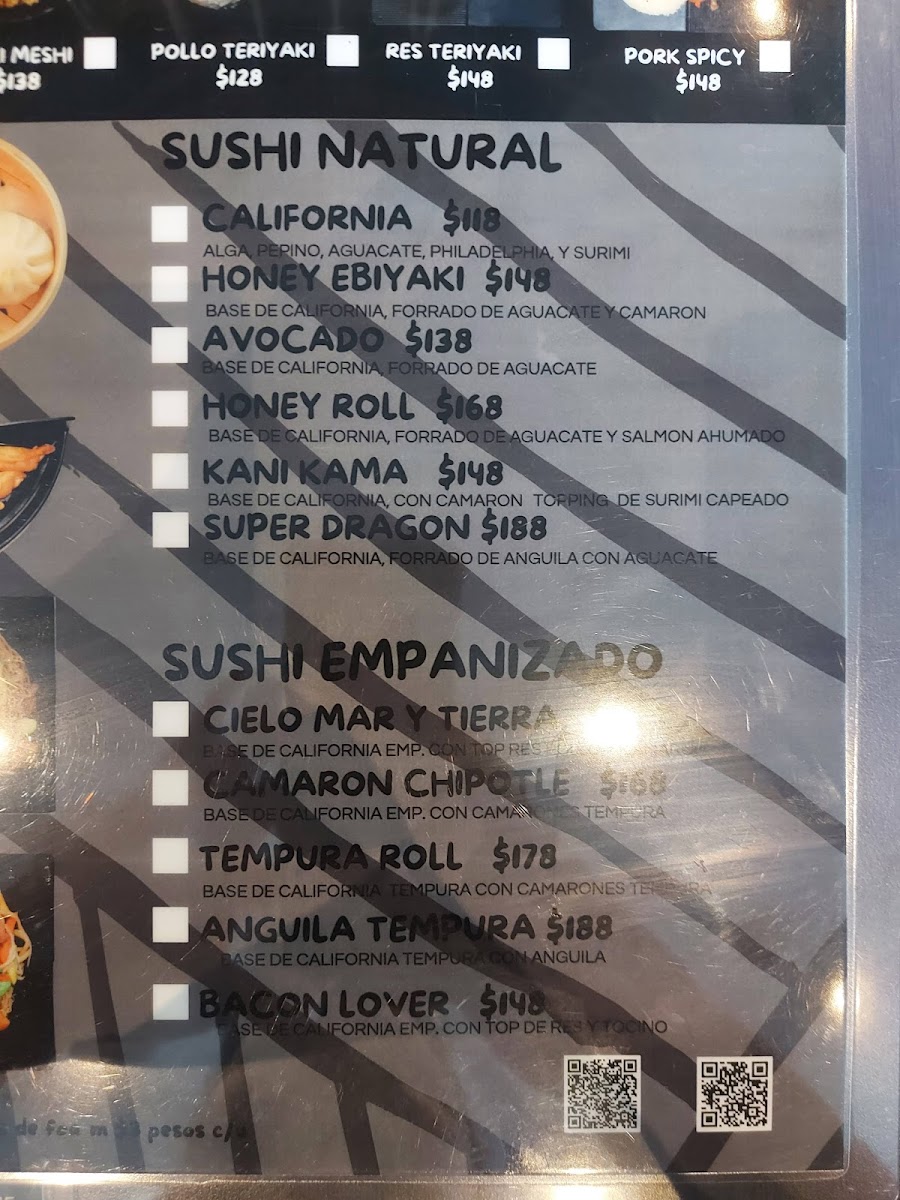 I MESHI
$138
POLLO TERIYAKI
$128
RES TERIYAKI
$148
PORK SPICY
$148
SUSHI NATURAL
CALIFORNIA $118
ALGA, PEPINO, AGUACATE, PHILADELPHIA, Y SURIMI
HONEY EBIYAKI $148
BASE DE CALIFORNIA, FORRADO DE AGUACATE Y CAMARON
AVOCADO $138
BASE DE CALIFORNIA, FORRADO DE AGUACATE
HONEY ROLL $168
BASE DE CALIFORNIA, FORRADO DE AGUACATE Y SALMON AHUMADO
KANI KAMA $148
BASE DE CALIFORNIA, CON CAMARON TOPPING DE SURIMI CAPEADO
SUPER DRAGON $188
BASE DE CALIFORNIA, FORRADO DE ANGUILA CON AGUACATE
SUSHI EMPANIZADO
CIELO MAR Y TIERRA
BASE DE CALIFORNIA EMP. CON TOP RES
CAMARON CHIPOTLE $168
BASE DE CALIFORNIA EMP. CON CAMARONES TEMPURA
TEMPURA ROLL $178
BASE DE CALIFORNIA TEMPURA CON CAMARONES TEMPURA
ANGUILA TEMPURA $188
BASE DE CALIFORNIA TEMPURA CON ANGUILA
BACON LOVER $148
BASE DE CALIFORNIA EMP. CON TOP DE RES Y TOCINO
de pesos c/u